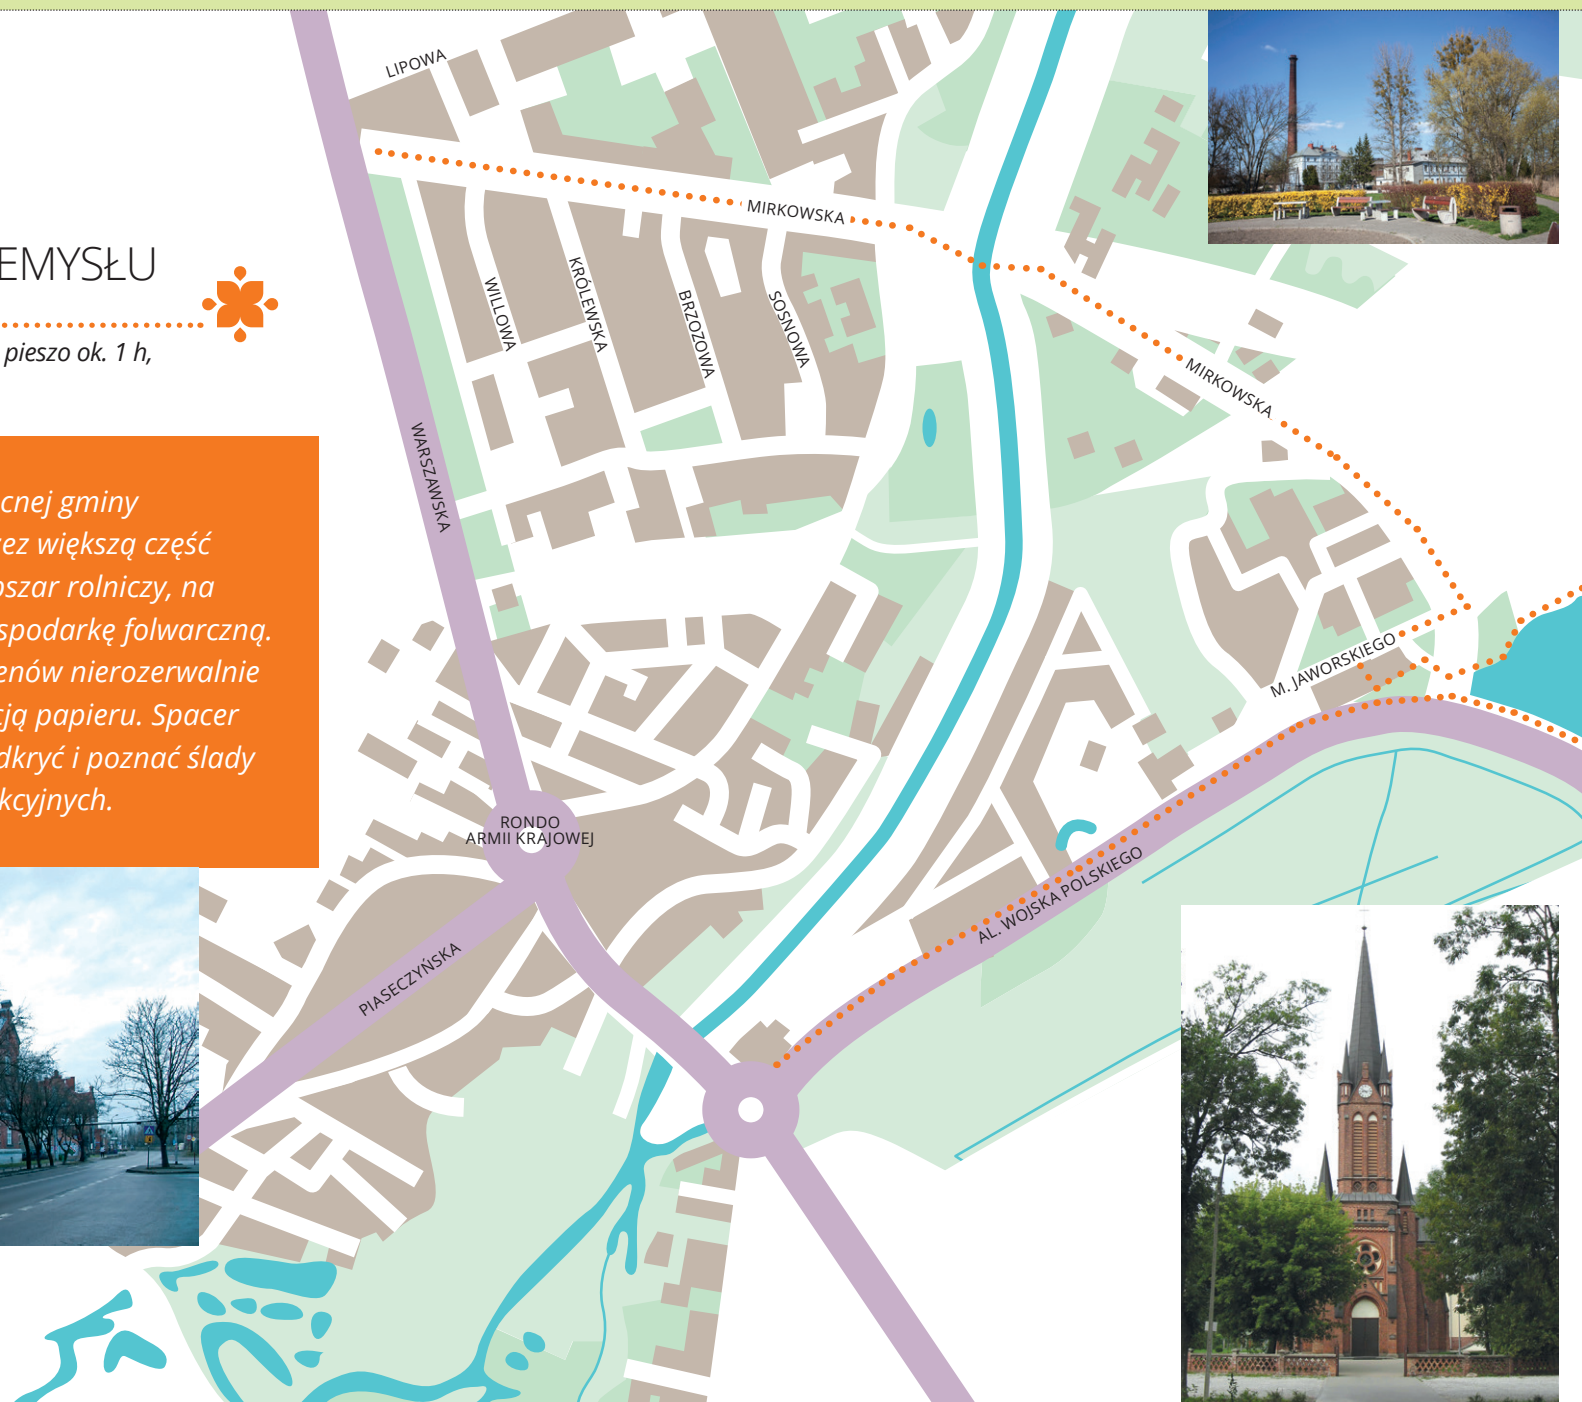 LIPOWA
MIRKOWSKA
EMYSŁU
pieszo ok. 1 h,
WILLOWA
KRÓLEWSKA
BRZOZOWA
SOSNOWA
MIRKOWSKA
WARSZAWSKA
cnej gminy
ez większą część
szar rolniczy, na
spodarkę folwarczną.
enów nierozerwalnie
cją papieru. Spacer
dkryć i poznać ślady
kcyjnych.
M. JAWORSKIEGO
RONDO
ARMII KRAJOWEJ
AL. WOJSKA POLSKIEGO
PIASECZYŃSKA